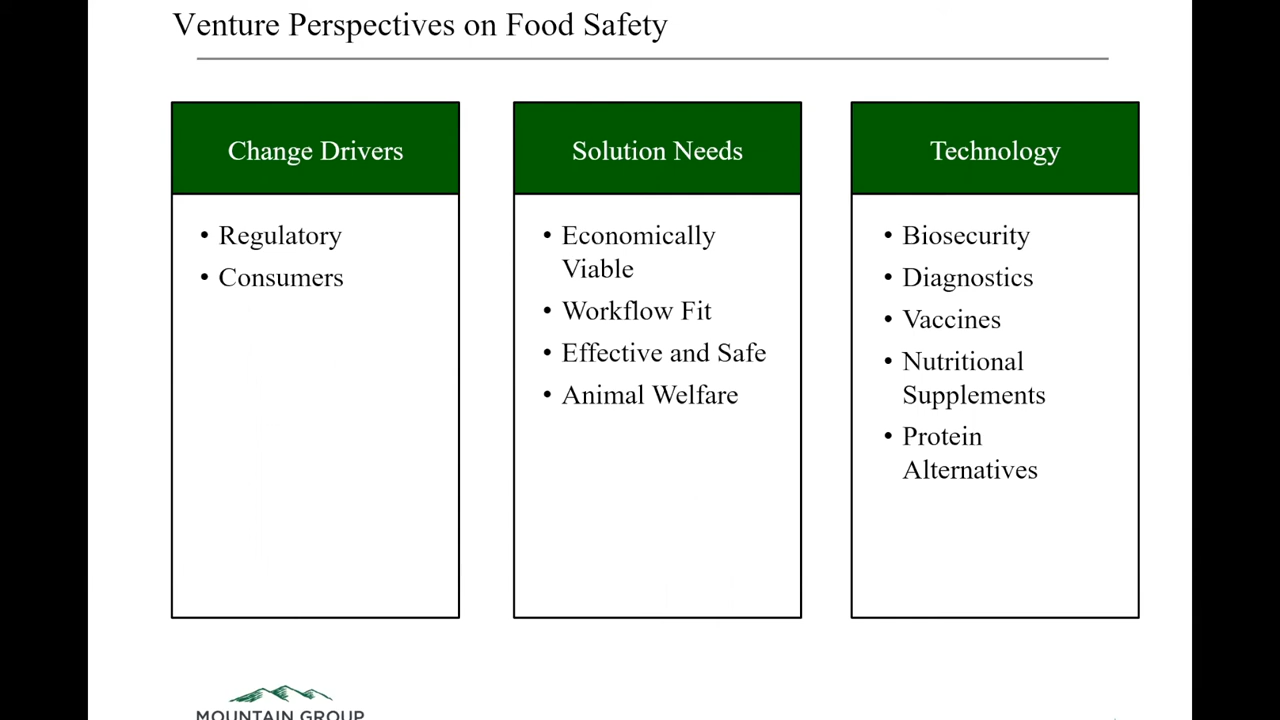 Venture Perspectives on Food Safety
Change Drivers
• Regulatory
• Consumers
Solution Needs
• Economically
Viable
• Workflow Fit
• Effective and Safe
• Animal Welfare
Technology
• Biosecurity
• Diagnostics
• Vaccines
• Nutritional
Supplements
• Protein
Alternatives
MOUNTAIN GROUP